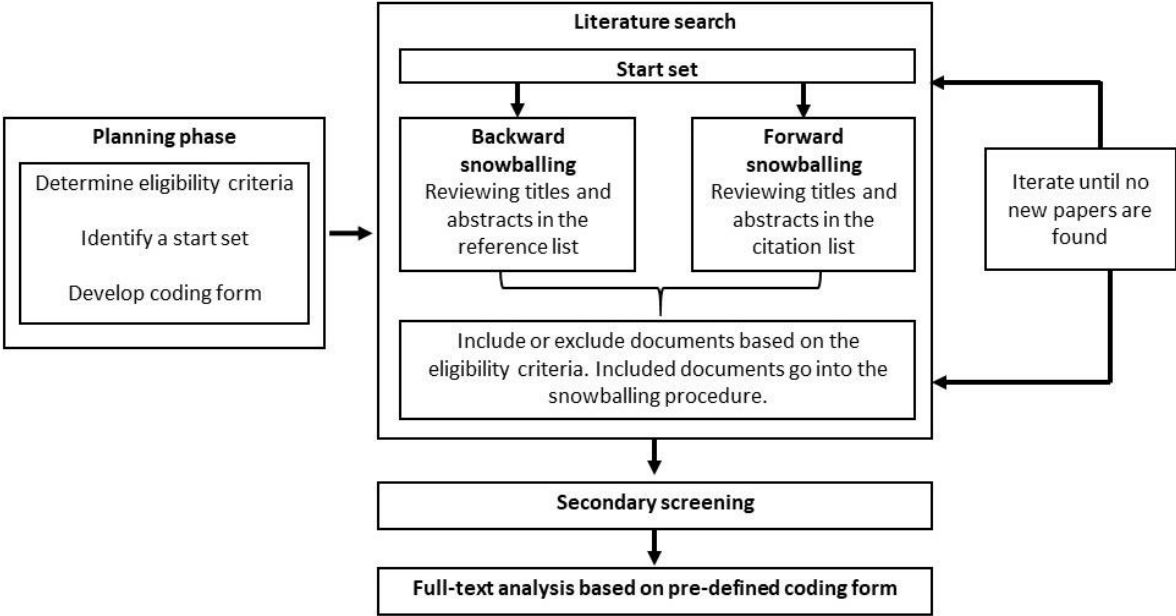 Planning phase
Determine eligibility criteria
Identify a start set
Develop coding form
Literature search
Start set
Backward
snowballing
Reviewing titles and
abstracts in the
reference list
Forward
snowballing
Reviewing titles and
abstracts in the
citation list
Include or exclude documents based on the
eligibility criteria. Included documents go into the
snowballing procedure.
Iterate until no
new papers are
found
Secondary screening
Full-text analysis based on pre-defined coding form